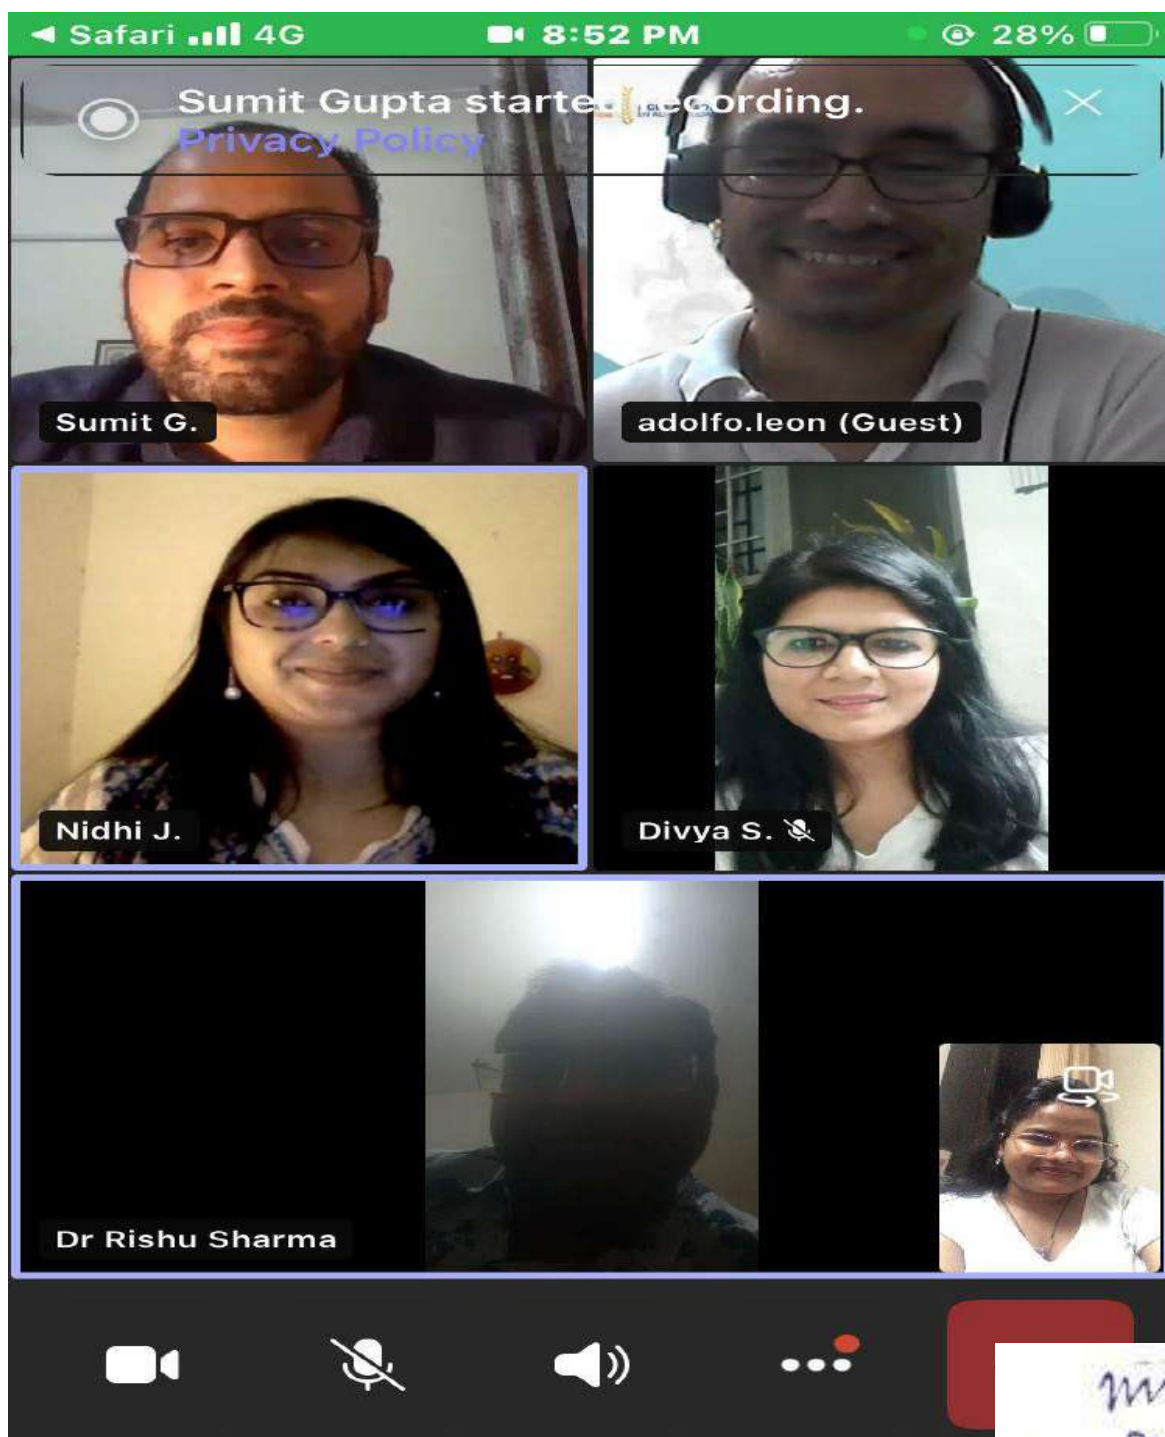 Safari 4G 8:52 PM 28%
Sumit Gupta started recording.
Privacy Policy
Sumit G.
adolfo.leon (Guest)
Nidhi J.
Divya S.
Dr Rishu Sharma